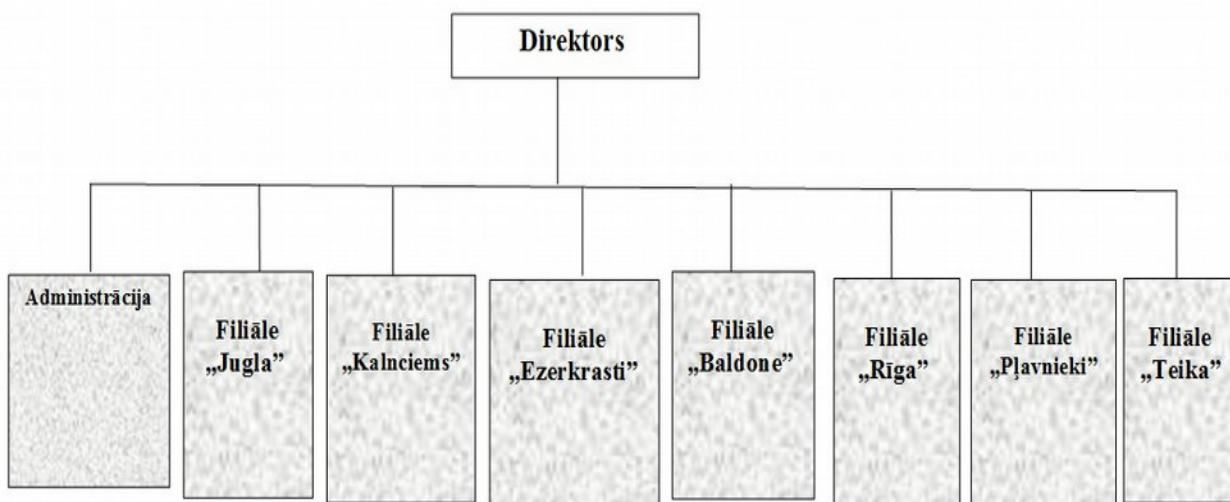 Direktors
Administrācija
Filiāle
„Jugla”
Filiāle
„Kalnciems”
Filiāle
„Ezerkrasti”
Filiāle
„Baldone”
Filiāle
„Rīga”
Filiāle
„Pļavnieki”
Filiāle
„Teika”